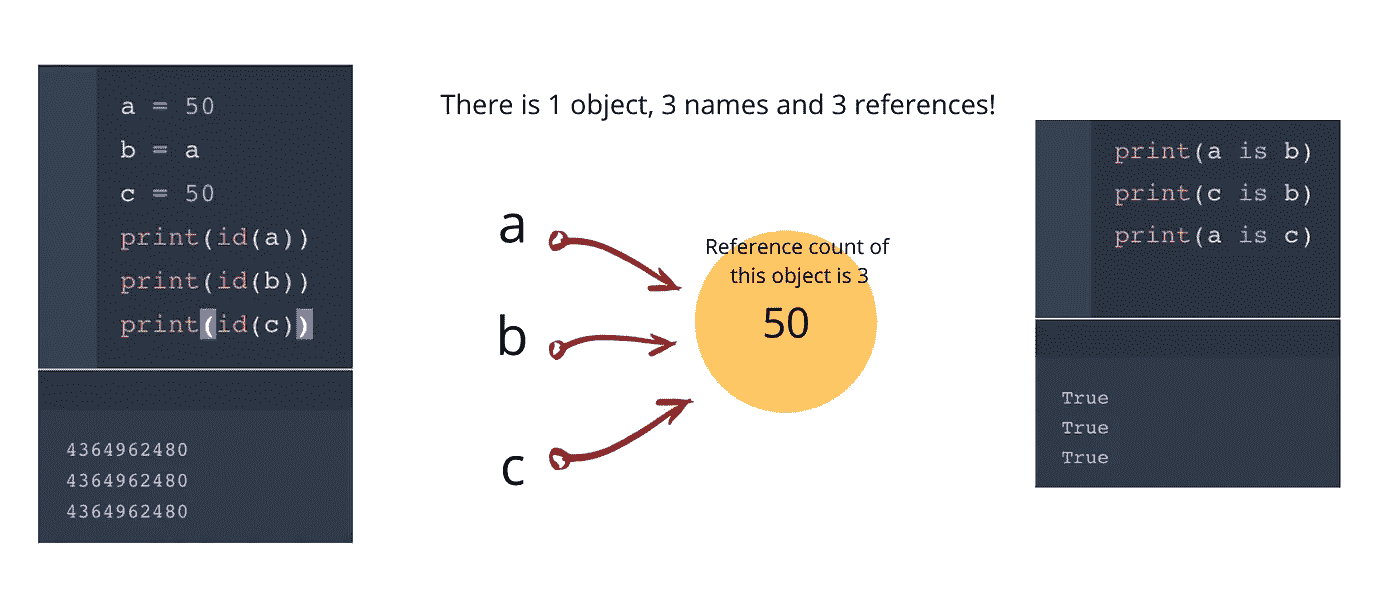 a = 50
b = a
c = 50
print(id(a))
print(id(b))
print(id(c))
4364962480
4364962480
4364962480
There is 1 object, 3 names and 3 references!
a
b
c
Reference count of
this object is 3
50
print(a is b)
print(c is b)
print(a is c)
True
True
True